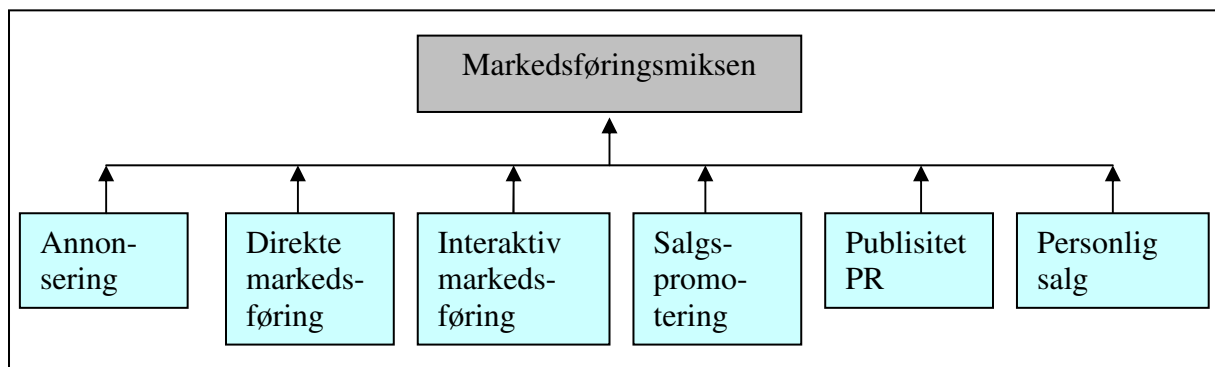 Markedsføringsmiksen
Annon-
sering
Direkte
markeds-
føring
Interaktiv
markeds-
føring
Salgs-
promo-
tering
Publisitet
PR
Personlig
salg